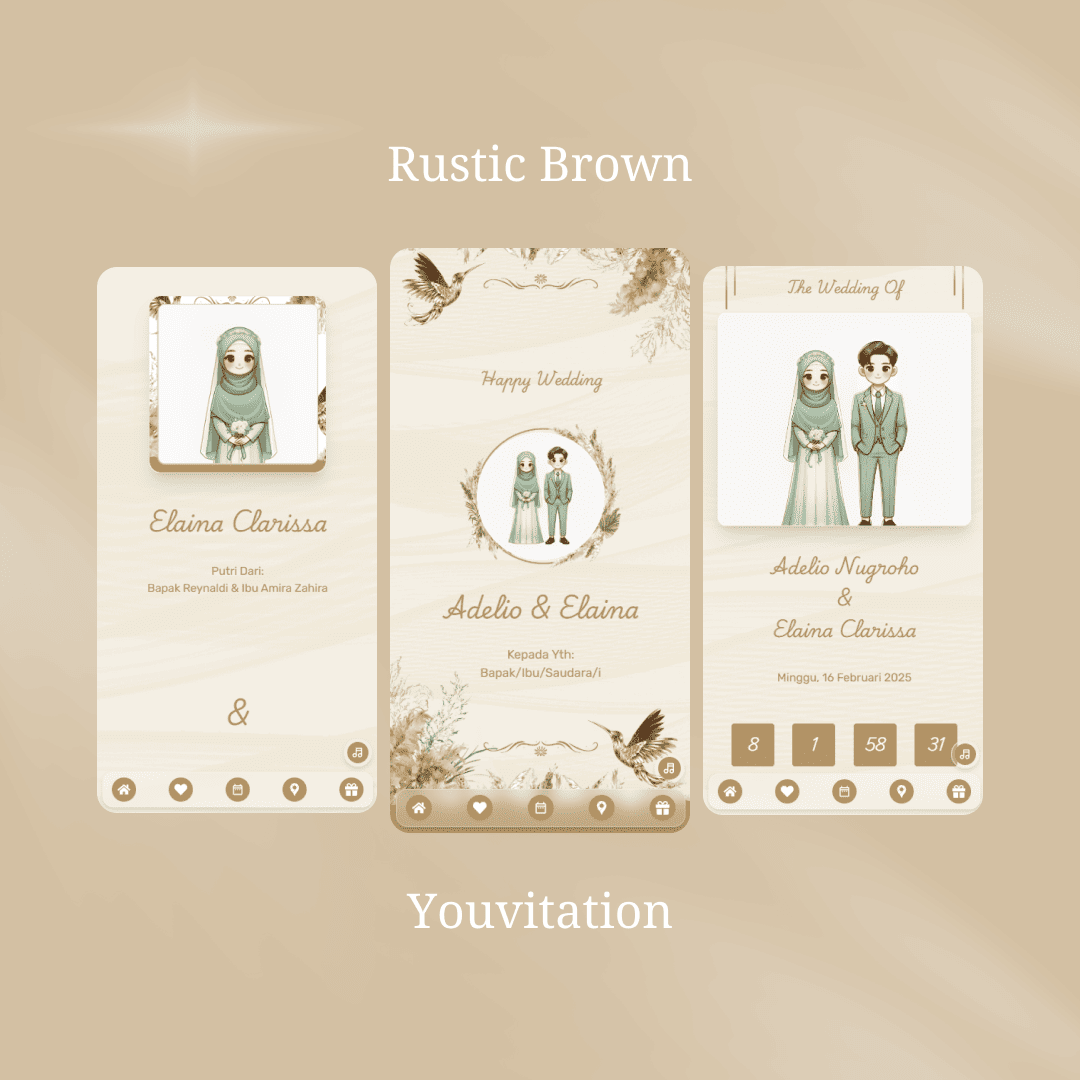 Rustic Brown
Elaina Clarissa
Putri Dari:
Bapak Reynaldi & Ibu Amira Zahira
&
Happy Wedding
Adelio & Elaina
Kepada Yth:
Bapak/Ibu/Saudara/i
The Wedding Of
Adelio Nugroho
&
Elaina Clarissa
Minggu, 16 Februari 2025
8 1 58 31
Youvitation